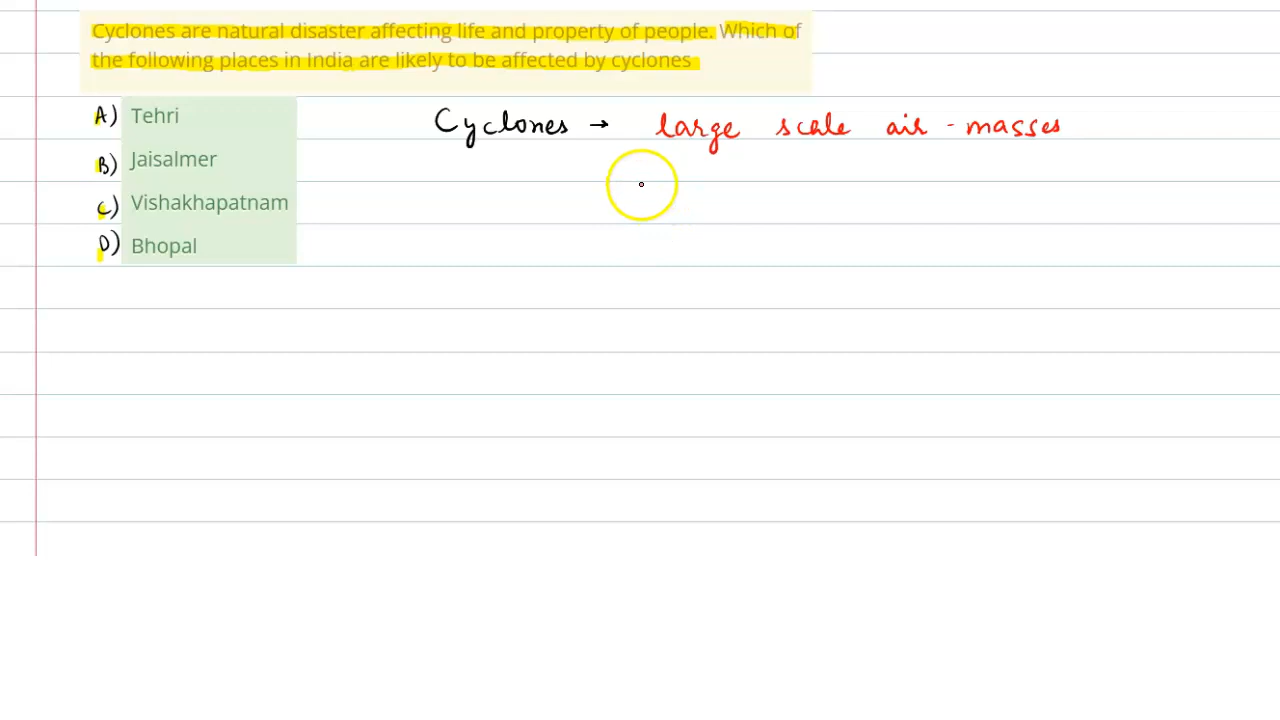 Cyclones are natural disaster affecting life and property of people. Which of
the following places in India are likely to be affected by cyclones
A) Tehri
B) Jaisalmer
C) Vishakhapatnam
D) Bhopal
Cyclones → large scale air - masses